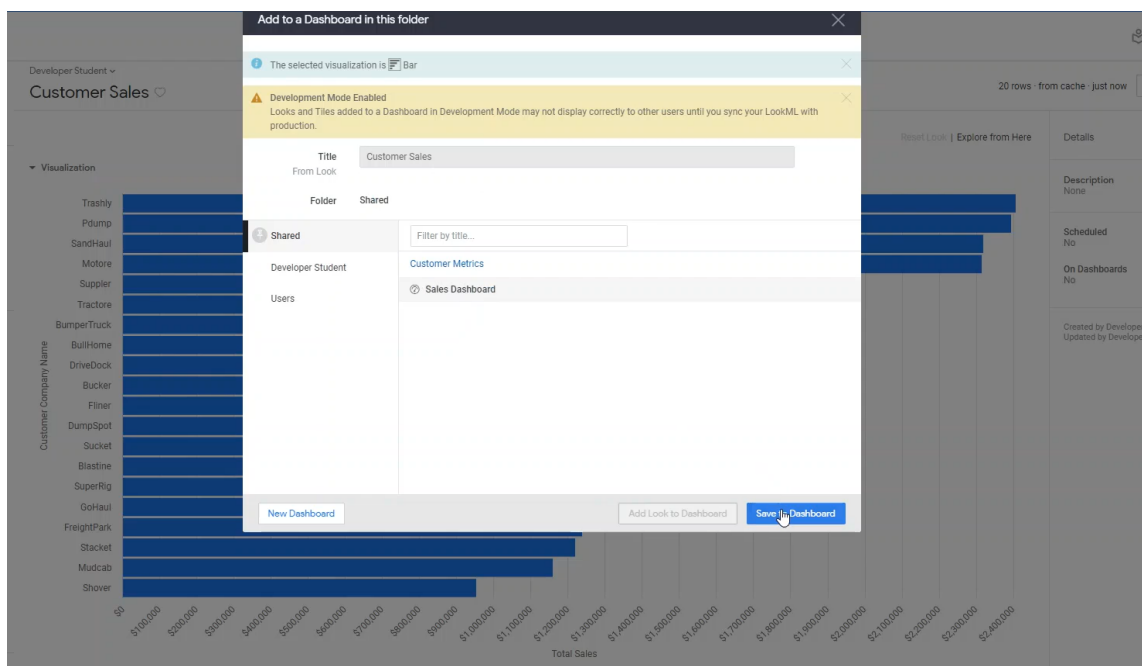 Add to a Dashboard in this folder
The selected visualization is Bar
Development Mode Enabled
Looks and Tiles added to a Dashboard in Development Mode may not display correctly to other users until you sync your LookML with
production.
Title
From Look
Customer Sales
Folder
Shared
Shared
Developer Student
Users
Filter by title...
Customer Metrics
Sales Dashboard
New Dashboard
Add Look to Dashboard
Save to Dashboard
Developer Student
Customer Sales
20 rows · from cache · just now
Reset Look | Explore from Here
Details
Description
None
Scheduled
No
On Dashboards
No
Created by Develope
Updated by Develope
Visualization
Customer Company Name
Trashly
Pdump
SandHaul
Motore
Suppler
Tractore
BumperTruck
BullHome
DriveDock
Bucker
Fliner
DumpSpot
Sucket
Blastine
SuperRig
GoHaul
FreightPark
Stacket
Mudcab
Shover
$0
$100,000
$200,000
$300,000
$400,000
$500,000
$600,000
$700,000
$800,000
$900,000
$1,000,000
$1,100,000
$1,200,000
$1,300,000
$1,400,000
$1,500,000
$1,600,000
$1,700,000
$1,800,000
$1,900,000
$2,000,000
$2,100,000
$2,200,000
$2,300,000
$2,400,000
Total Sales